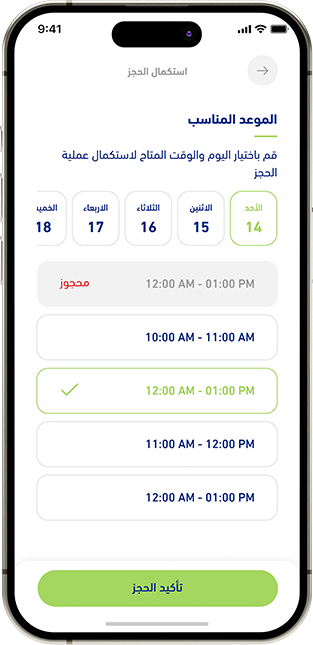 9:41
استكمال الحجز
الموعد المناسب
قم باختيار اليوم والوقت المتاح لاستكمال عملية
الحجز
الأحد الاثنين الثلاثاء الاربعاء الخميس
14 15 16 17 18
12:00 AM - 01:00 PM محجوز
10:00 AM - 11:00 AM
12:00 AM - 01:00 PM
11:00 AM - 12:00 PM
12:00 AM - 01:00 PM
تأكيد الحجز